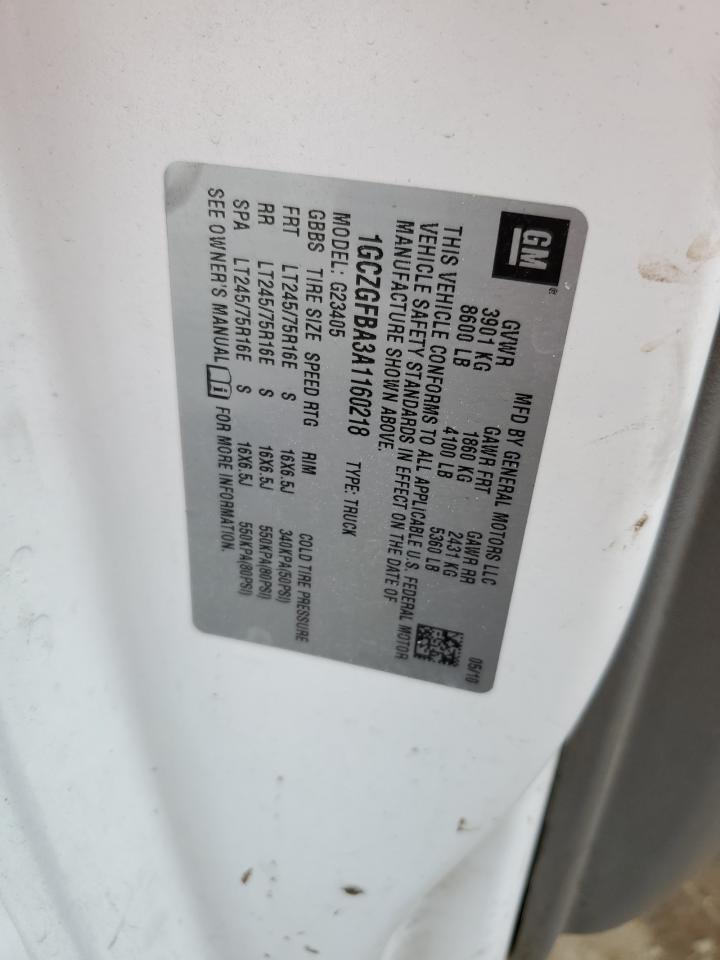 GM®
MFD BY GENERAL MOTORS LLC 05/10
GVWR GAWR FRT GAWR RR
3901 KG 1860 KG 2431 KG
8600 LB 4100 LB 5360 LB
THIS VEHICLE CONFORMS TO ALL APPLICABLE U.S. FEDERAL MOTOR
VEHICLE SAFETY STANDARDS IN EFFECT ON THE DATE OF
MANUFACTURE SHOWN ABOVE.
1GCZGFBA3A1160218 TYPE: TRUCK
MODEL: G23405
GBBS TIRE SIZE SPEED RTG RIM COLD TIRE PRESSURE
FRT LT245/75R16E S 16X6.5J 340KPA(50PSI)
RR LT245/75R16E S 16X6.5J 550KPA(80PSI)
SPA LT245/75R16E S 16X6.5J 550KPA(80PSI)
SEE OWNER'S MANUAL FOR MORE INFORMATION.